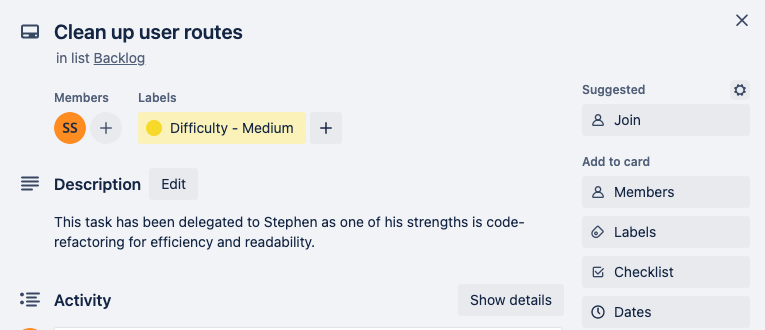 Clean up user routes
in list Backlog
Members
Labels
SS
Difficulty - Medium
Description
Edit
This task has been delegated to Stephen as one of his strengths is code-
refactoring for efficiency and readability.
Activity
Show details
Suggested
Join
Add to card
Members
Labels
Checklist
Dates